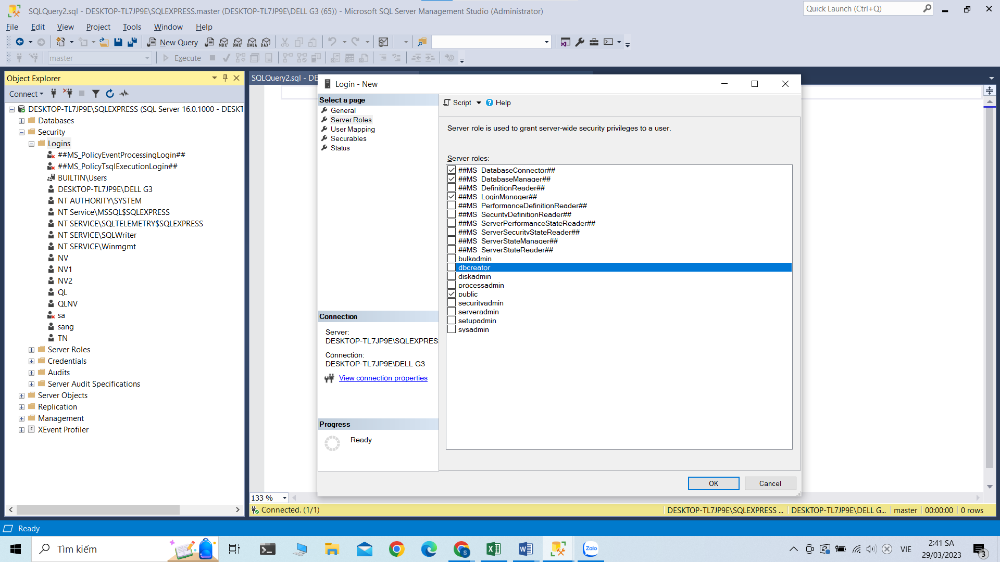 SQLQuery2.sql - DESKTOP-TL7JP9E\SQLEXPRESS.master (DESKTOP-TL7JP9E\DELL G3 (65)) - Microsoft SQL Server Management Studio (Administrator)
Quick Launch (Ctrl+Q)
File Edit View Project Tools Window Help
New Query MDX DMX XMLA DAX
master Execute
Object Explorer
SQLQuery2.sql - DE
Connect
DESKTOP-TL7JP9E\SQLEXPRESS (SQL Server 16.0.1000 - DESKT
Databases
Security
Logins
##MS_PolicyEventProcessingLogin##
##MS_PolicyTsqlExecutionLogin##
BUILTIN\Users
DESKTOP-TL7JP9E\DELL G3
NT AUTHORITY\SYSTEM
NT Service\MSSQL$SQLEXPRESS
NT SERVICE\SQLTELEMETRY$SQLEXPRESS
NT SERVICE\SQLWriter
NT SERVICE\Winmgmt
NV
NV1
NV2
QL
QLNV
sa
sang
TN
Server Roles
Credentials
Audits
Server Audit Specifications
Server Objects
Replication
Management
XEvent Profiler
Login - New
Select a page
General
Server Roles
User Mapping
Securables
Status
Connection
Server:
DESKTOP-TL7JP9E\SQLEXPRES
Connection:
DESKTOP-TL7JP9E\DELL G3
View connection properties
Progress
Ready
Script Help
Server role is used to grant server-wide security privileges to a user.
Server roles:
##MS_DatabaseConnector##
##MS_DatabaseManager##
##MS_DefinitionReader##
##MS_LoginManager##
##MS_PerformanceDefinitionReader##
##MS_SecurityDefinitionReader##
##MS_ServerPerformanceStateReader##
##MS_ServerSecurityStateReader##
##MS_ServerStateManager##
##MS_ServerStateReader##
bulkadmin
dbcreator
diskadmin
processadmin
public
securityadmin
serveradmin
setupadmin
sysadmin
OK Cancel
133 %
Connected. (1/1)
DESKTOP-TL7JP9E\SQLEXPRESS ... DESKTOP-TL7JP9E\DELL G... master 00:00:00 0 rows
Ready
Tìm kiếm
Zalo
VIE
2:41 SA
29/03/2023
3